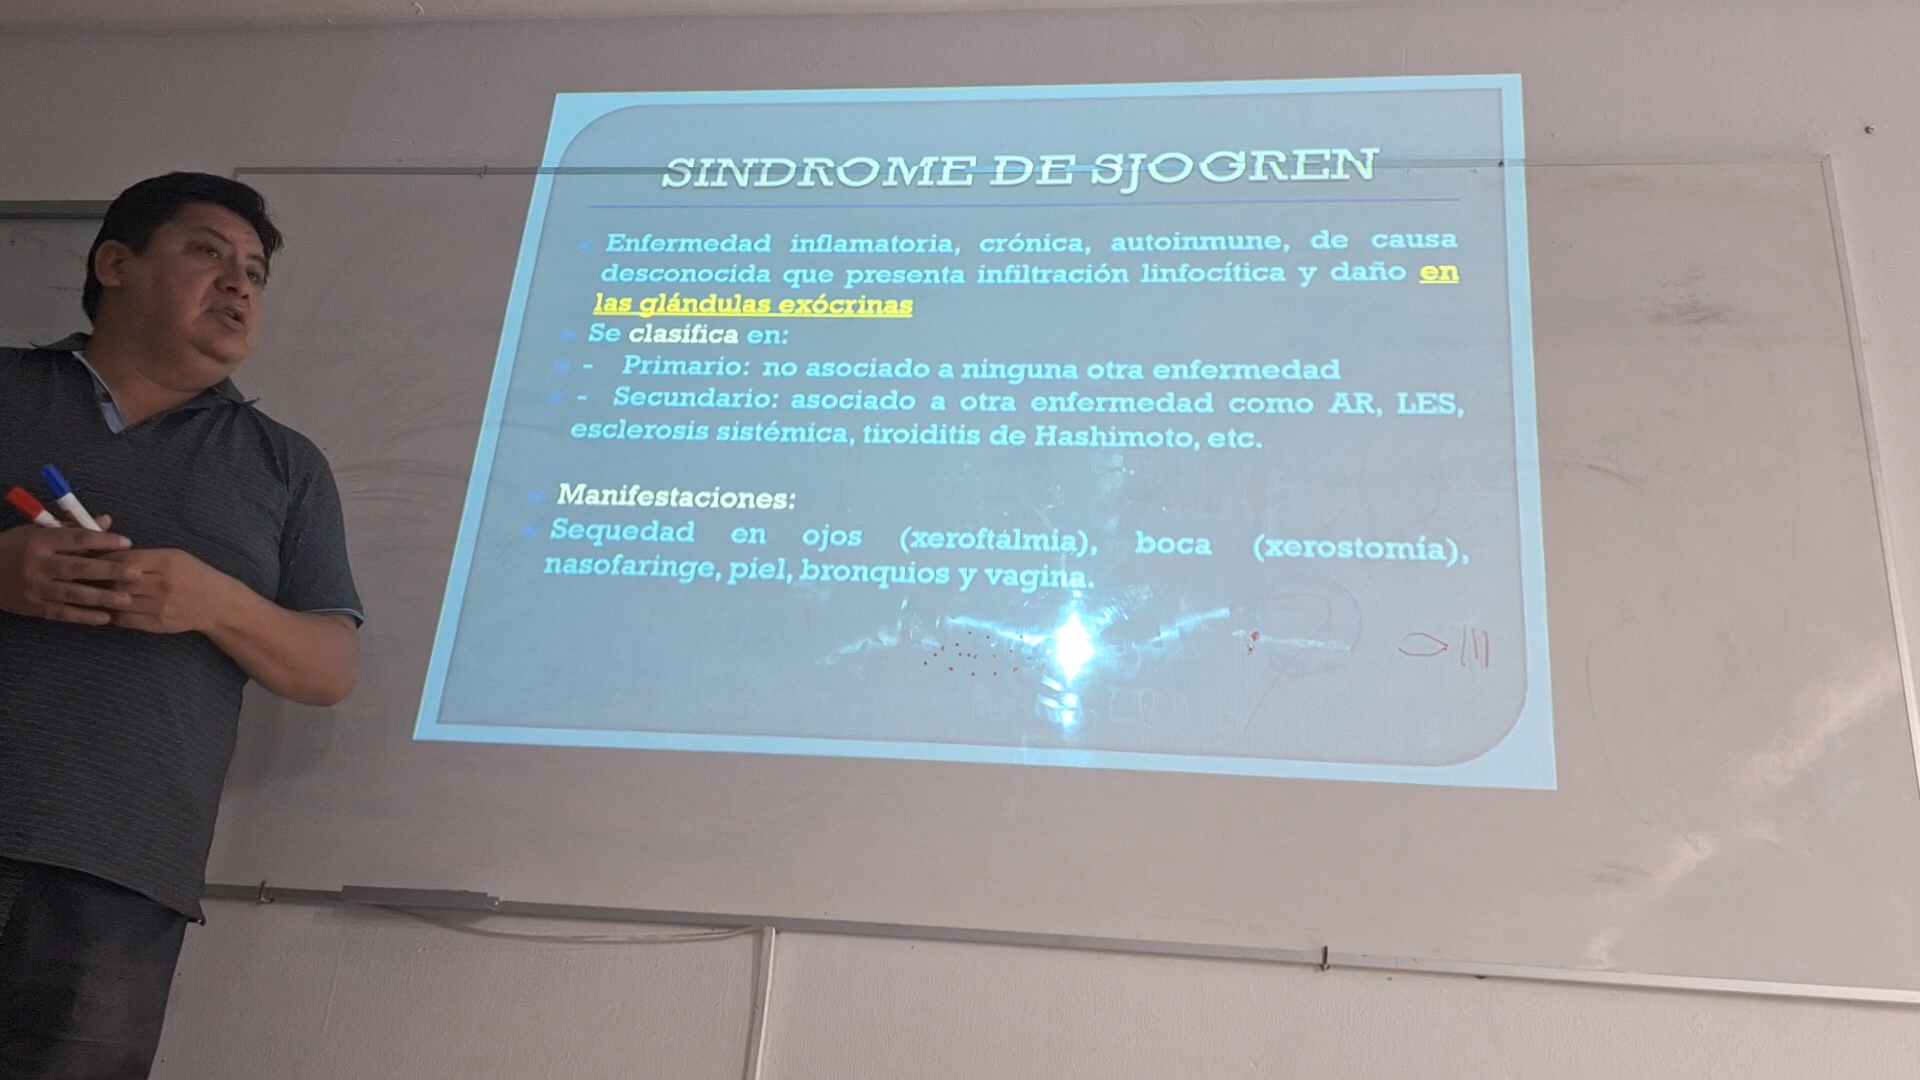 SINDROME DE SJOGREN
Enfermedad inflamatoria, crónica, autoinmune, de causa
desconocida que presenta infiltración linfocítica y daño en
las glándulas exócrinas
Se clasifica en:
- Primario: no asociado a ninguna otra enfermedad
- Secundario: asociado a otra enfermedad como AR, LES,
esclerosis sistémica, tiroiditis de Hashimoto, etc.
Manifestaciones:
Sequedad en ojos (xeroftalmia), boca (xerostomía),
nasofaringe, piel, bronquios y vagina.